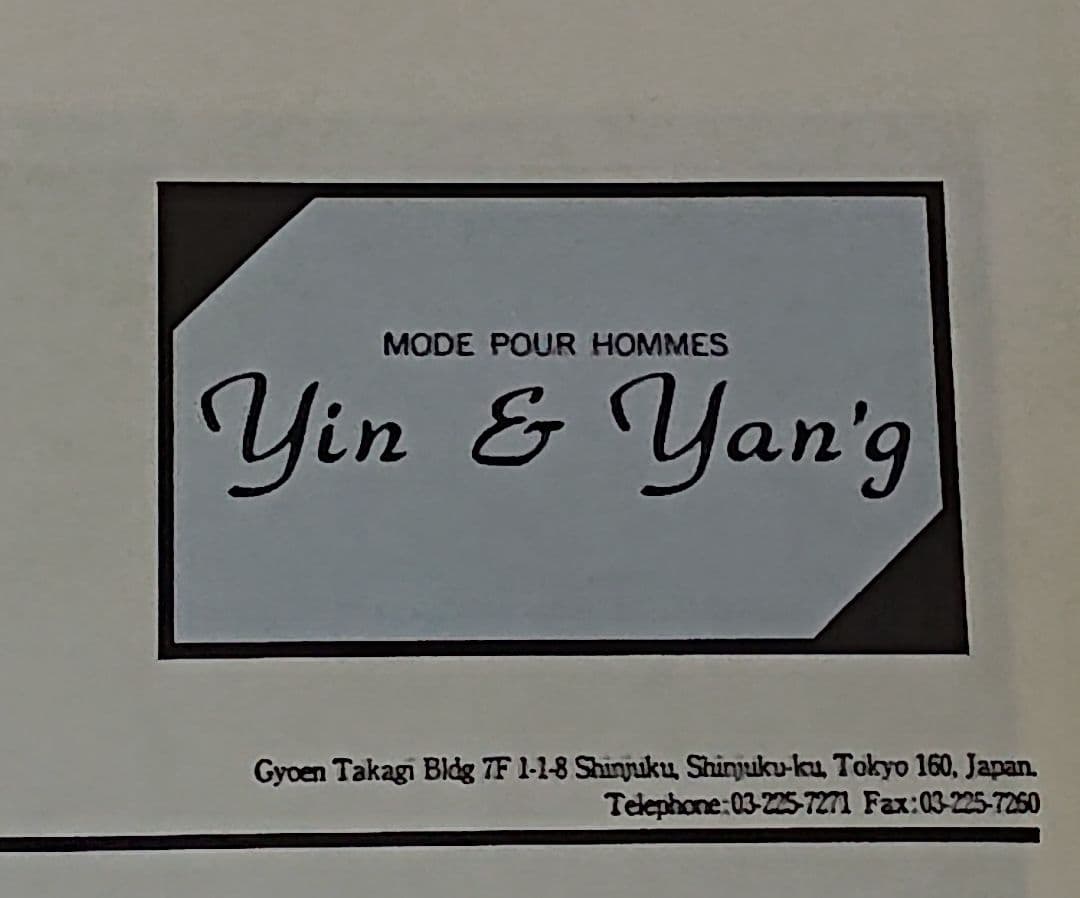 MODE POUR HOMMES
Yin & Yan'g
Gyoen Takagi Bldg 7F 1-1-8 Shinjuku, Shinjuku-ku, Tokyo 160, Japan.
Telephone:03-225-7271 Fax:03-225-7260